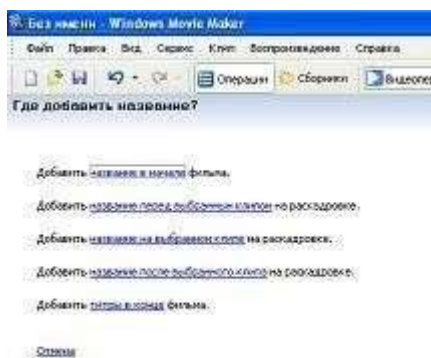 Без имени - Windows Movie Maker
Файл Правка Вид Сервис Клип Воспроизведение Справка
Операции Сборники
Где добавить название?
Добавить название в начале фильма.
Добавить название перед выбранным клипом на раскадровке.
Добавить название на выбранном клипе на раскадровке.
Добавить название после выбранного клипа на раскадровке.
Добавить титры в конце фильма.
Отмена